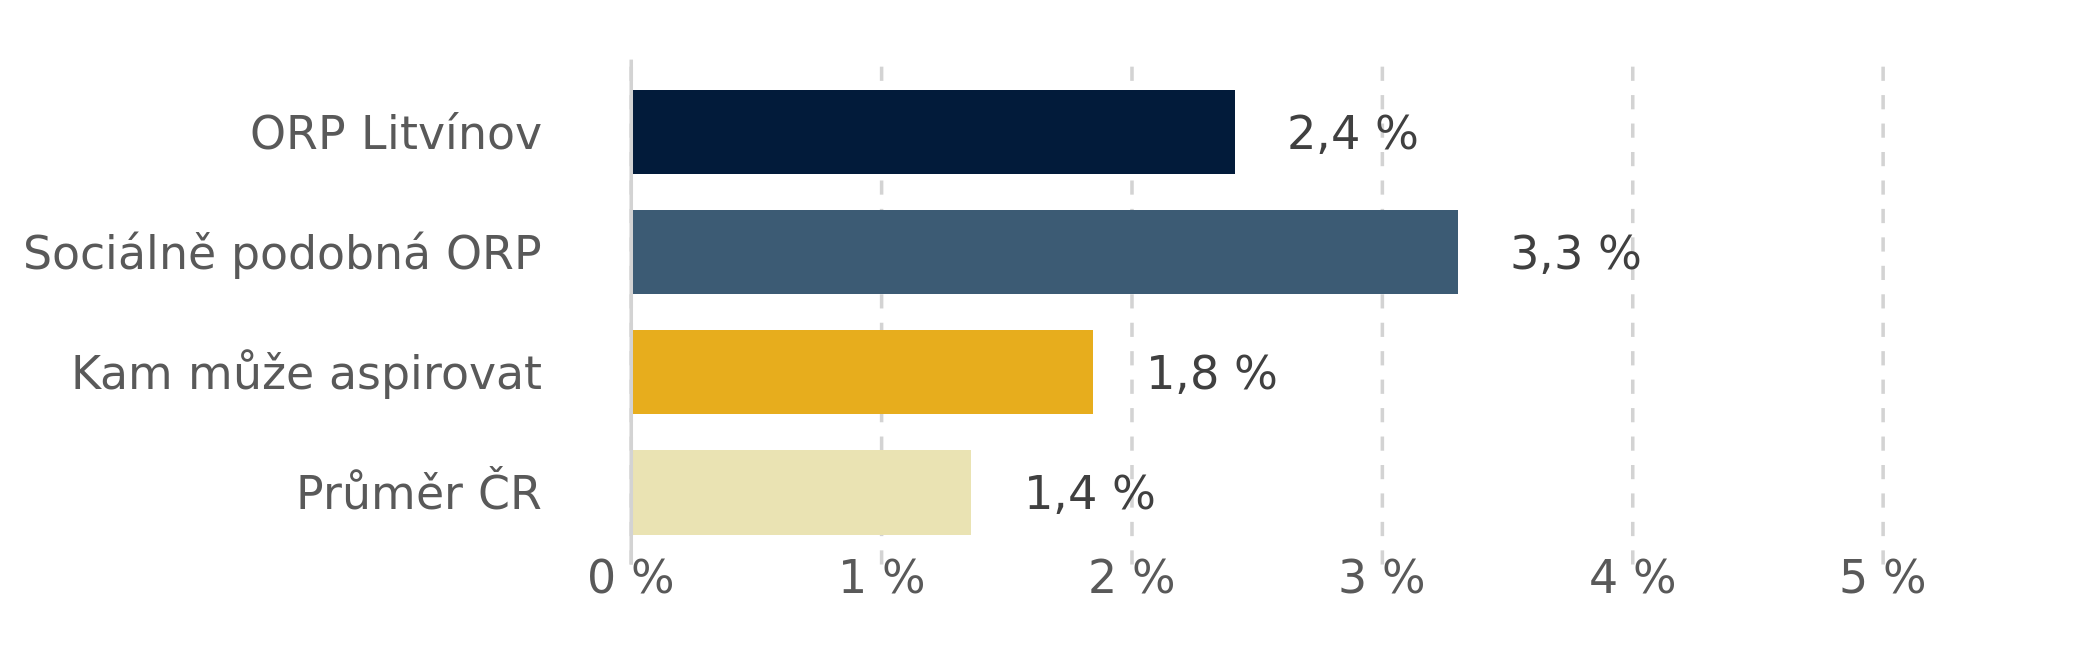 ORP Litvínov 2,4 %
Sociálně podobná ORP 3,3 %
Kam může aspirovat 1,8 %
Průměr ČR 1,4 %
0 % 1 % 2 % 3 % 4 % 5 %